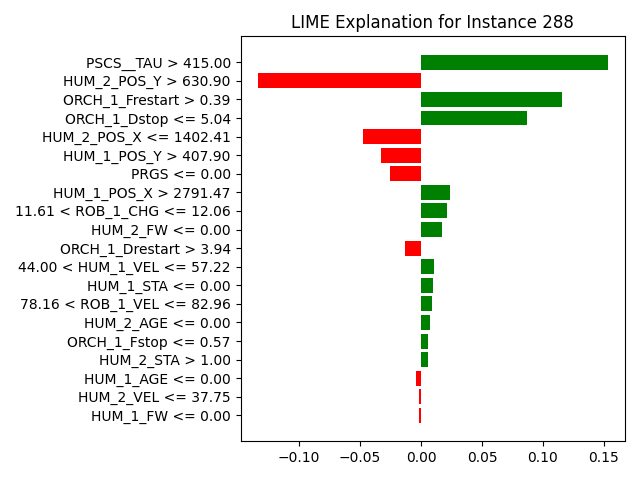 LIME Explanation for Instance 288
PSCS__TAU > 415.00
HUM_2_POS_Y > 630.90
ORCH_1_Frestart > 0.39
ORCH_1_Dstop <= 5.04
HUM_2_POS_X <= 1402.41
HUM_1_POS_Y > 407.90
PRGS <= 0.00
HUM_1_POS_X > 2791.47
11.61 < ROB_1_CHG <= 12.06
HUM_2_FW <= 0.00
ORCH_1_Drestart > 3.94
44.00 < HUM_1_VEL <= 57.22
HUM_1_STA <= 0.00
78.16 < ROB_1_VEL <= 82.96
HUM_2_AGE <= 0.00
ORCH_1_Fstop <= 0.57
HUM_2_STA > 1.00
HUM_1_AGE <= 0.00
HUM_2_VEL <= 37.75
HUM_1_FW <= 0.00
−0.10 −0.05 0.00 0.05 0.10 0.15